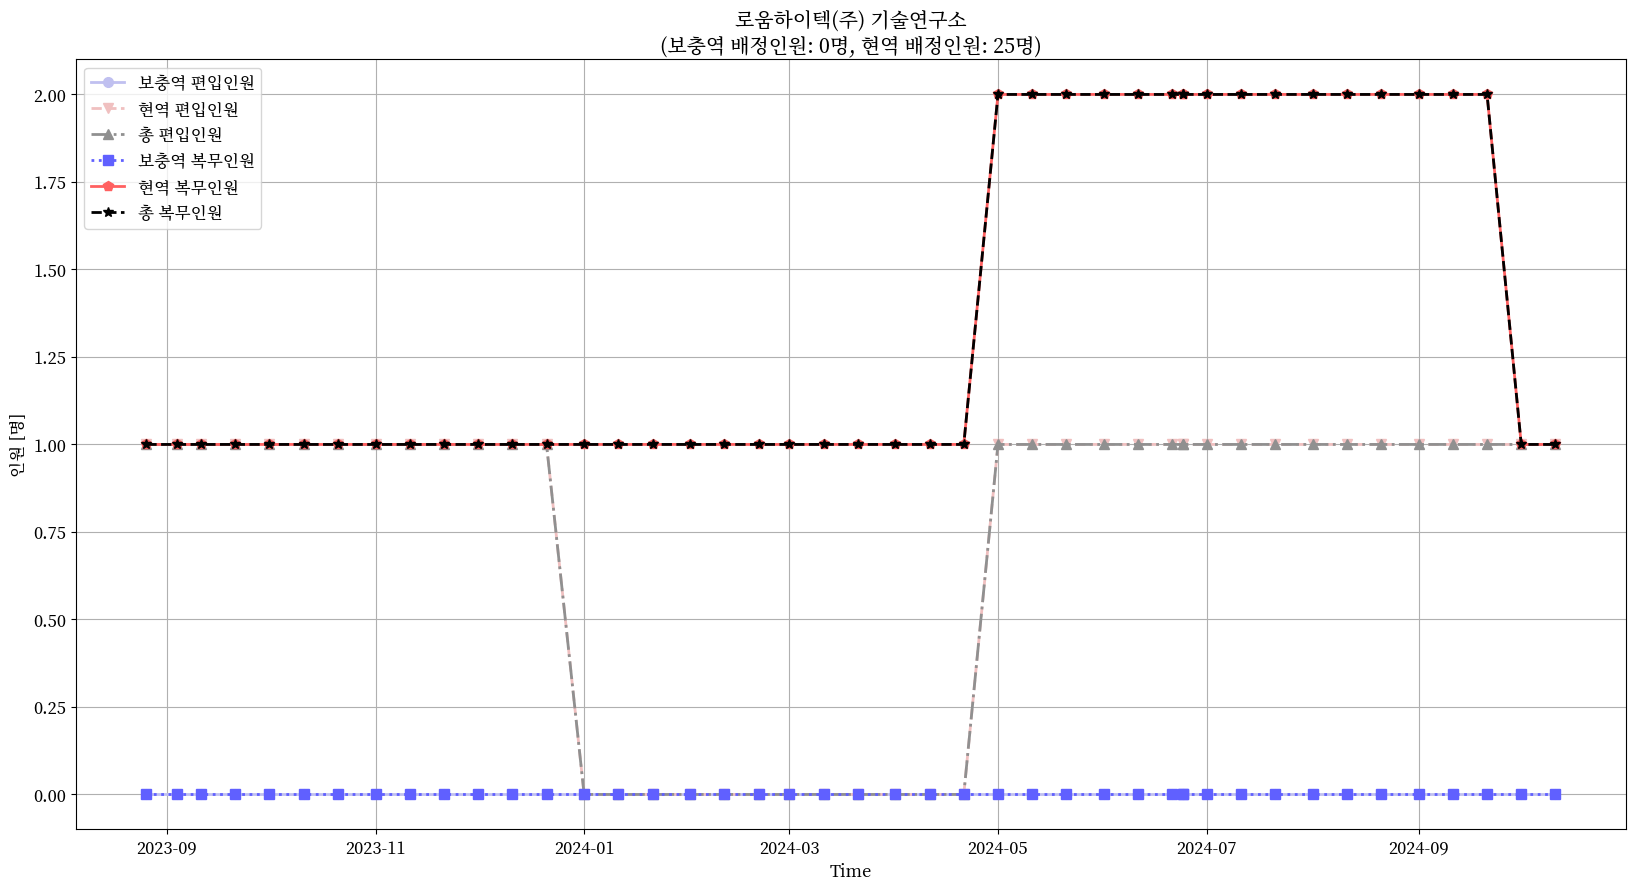 로움하이텍(주) 기술연구소
(보충역 배정인원: 0명, 현역 배정인원: 25명)
보충역 편입인원
현역 편입인원
총 편입인원
보충역 복무인원
현역 복무인원
총 복무인원
2.00
1.75
1.50
1.25
1.00
0.75
0.50
0.25
0.00
인원 [명]
2023-09 2023-11 2024-01 2024-03 2024-05 2024-07 2024-09
Time